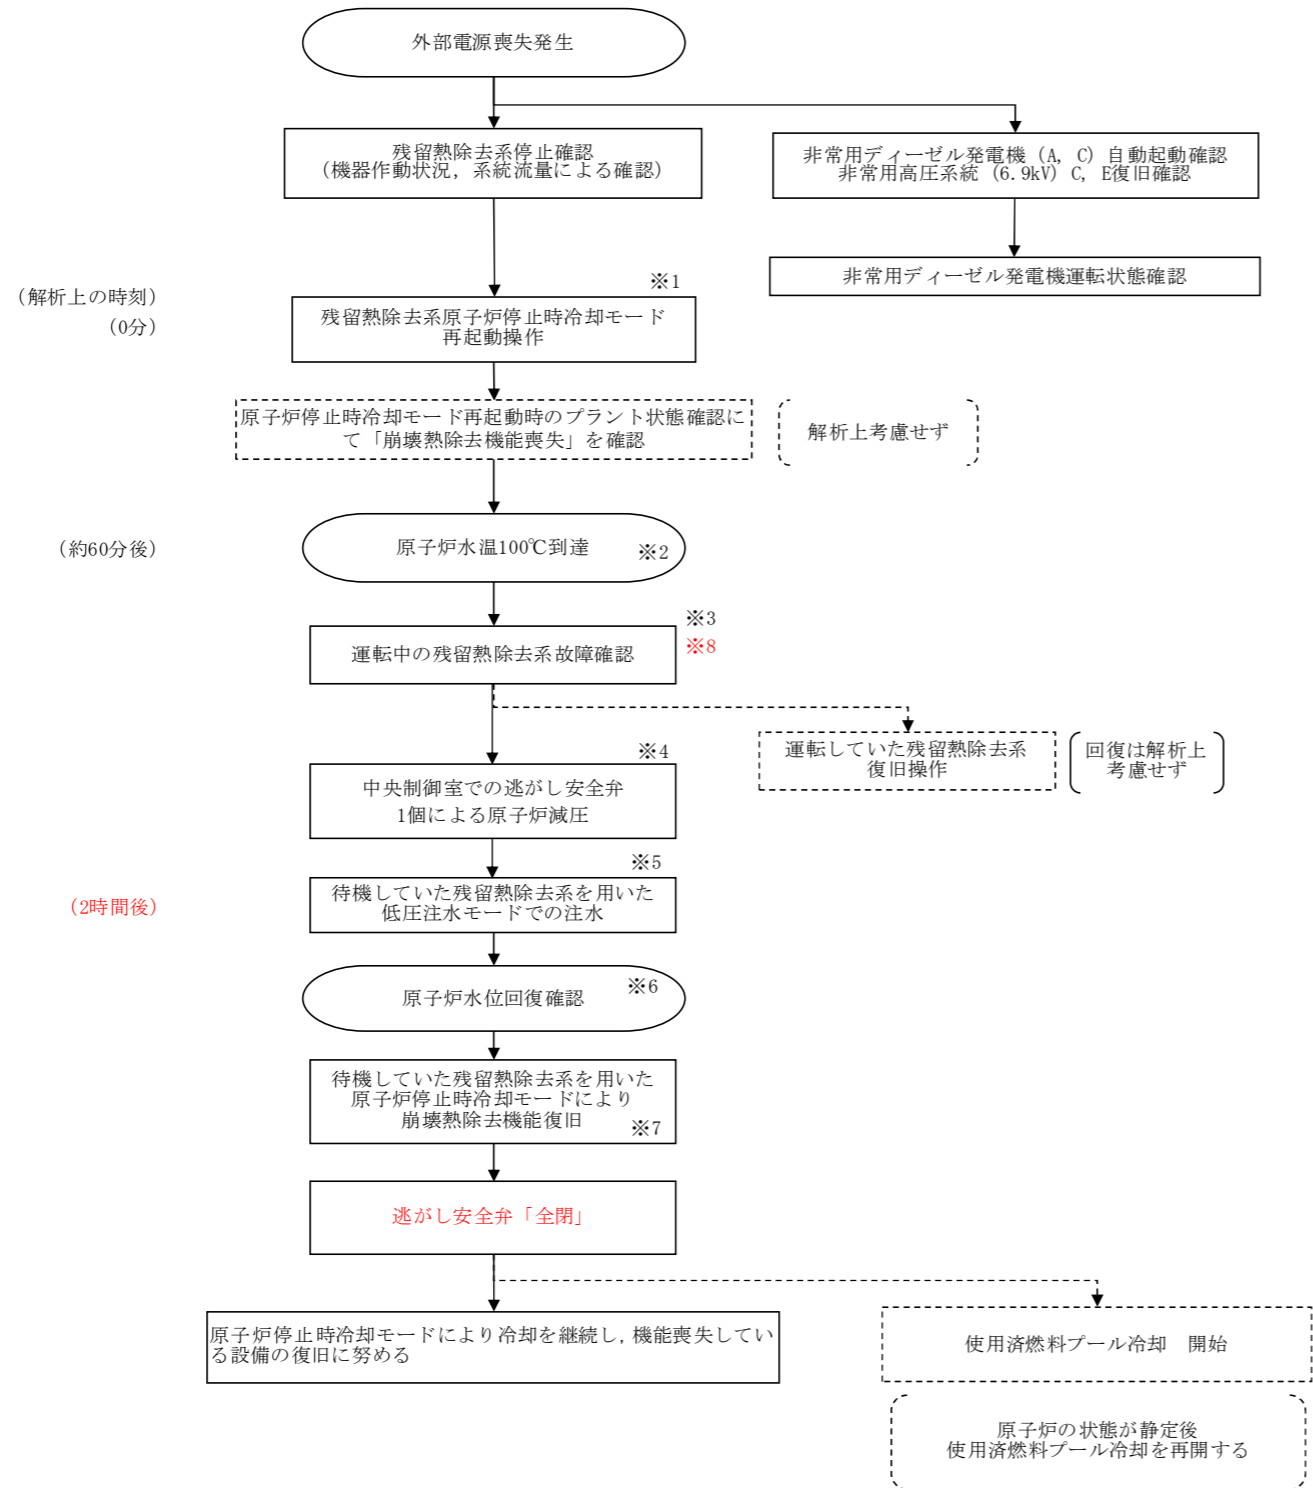 外部電源喪失発生
残留熱除去系停止確認
(機器作動状況，系統流量による確認)
非常用ディーゼル発電機 (A, C) 自動起動確認
非常用高圧系統 (6.9kV) C, E復旧確認
非常用ディーゼル発電機運転状態確認
(解析上の時刻)
(0分)
※1
残留熱除去系原子炉停止時冷却モード
再起動操作
原子炉停止時冷却モード再起動時のプラント状態確認に
て「崩壊熱除去機能喪失」を確認
解析上考慮せず
(約60分後)
原子炉水温100℃到達
※2
※3
※8
運転中の残留熱除去系故障確認
運転していた残留熱除去系
復旧操作
回復は解析上
考慮せず
※4
中央制御室での逃がし安全弁
1個による原子炉減圧
※5
(2時間後)
待機していた残留熱除去系を用いた
低圧注水モードでの注水
※6
原子炉水位回復確認
待機していた残留熱除去系を用いた
原子炉停止時冷却モードにより
崩壊熱除去機能復旧
※7
逃がし安全弁「全閉」
原子炉停止時冷却モードにより冷却を継続し，機能喪失してい
る設備の復旧に努める
使用済燃料プール冷却　開始
原子炉の状態が静定後
使用済燃料プール冷却を再開する